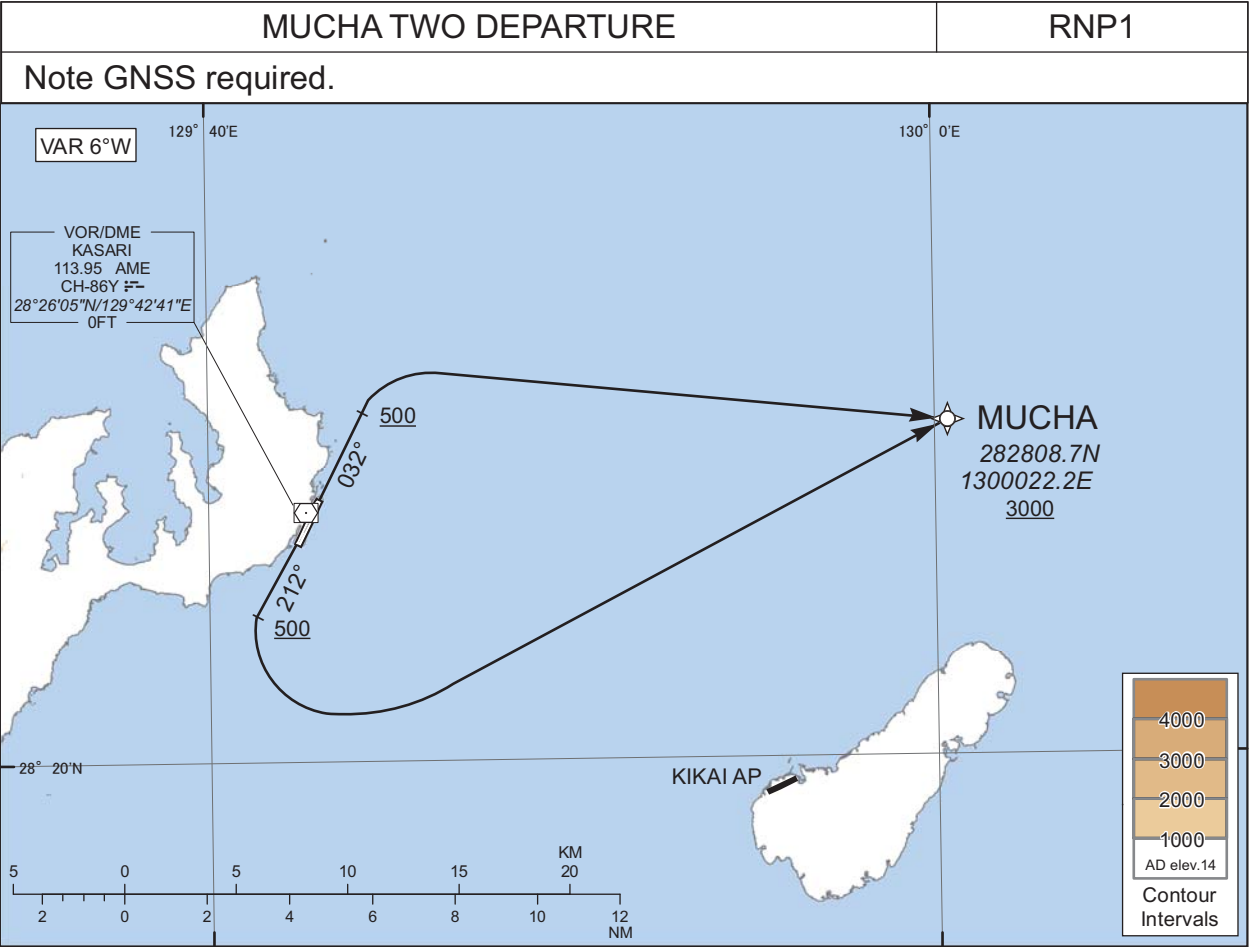 MUCHA TWO DEPARTURE
RNP1
Note GNSS required.
129° 40'E
130° 0'E
VAR 6°W
VOR/DME
KASARI
113.95 AME
CH-86Y
28°26'05"N/129°42'41"E
0FT
500
032°
MUCHA
282808.7N
1300022.2E
3000
212°
500
28° 20'N
KIKAI AP
4000
3000
2000
1000
AD elev.14
Contour
Intervals
KM
5 0 5 10 15 20
2 0 2 4 6 8 10 12
NM